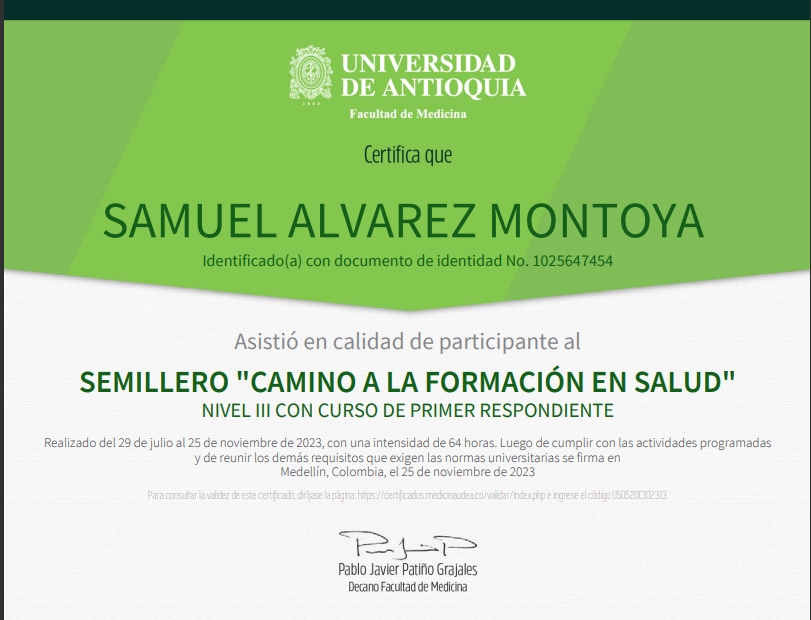 UNIVERSIDAD
DE ANTIOQUIA
1803
Facultad de Medicina
Certifica que
SAMUEL ALVAREZ MONTOYA
Identificado(a) con documento de identidad No. 1025647454
Asistió en calidad de participante al
SEMILLERO "CAMINO A LA FORMACIÓN EN SALUD"
NIVEL III CON CURSO DE PRIMER RESPONDIENTE
Realizado del 29 de julio al 25 de noviembre de 2023, con una intensidad de 64 horas. Luego de cumplir con las actividades programadas
y de reunir los demás requisitos que exigen las normas universitarias se firma en
Medellín, Colombia, el 25 de noviembre de 2023
Para consultar la validez de este certificado, diríjase la página: https://certificados.medicinaudea.co/validar/index.php e ingrese el código U50520C102313
Pablo Javier Patiño Grajales
Decano Facultad de Medicina